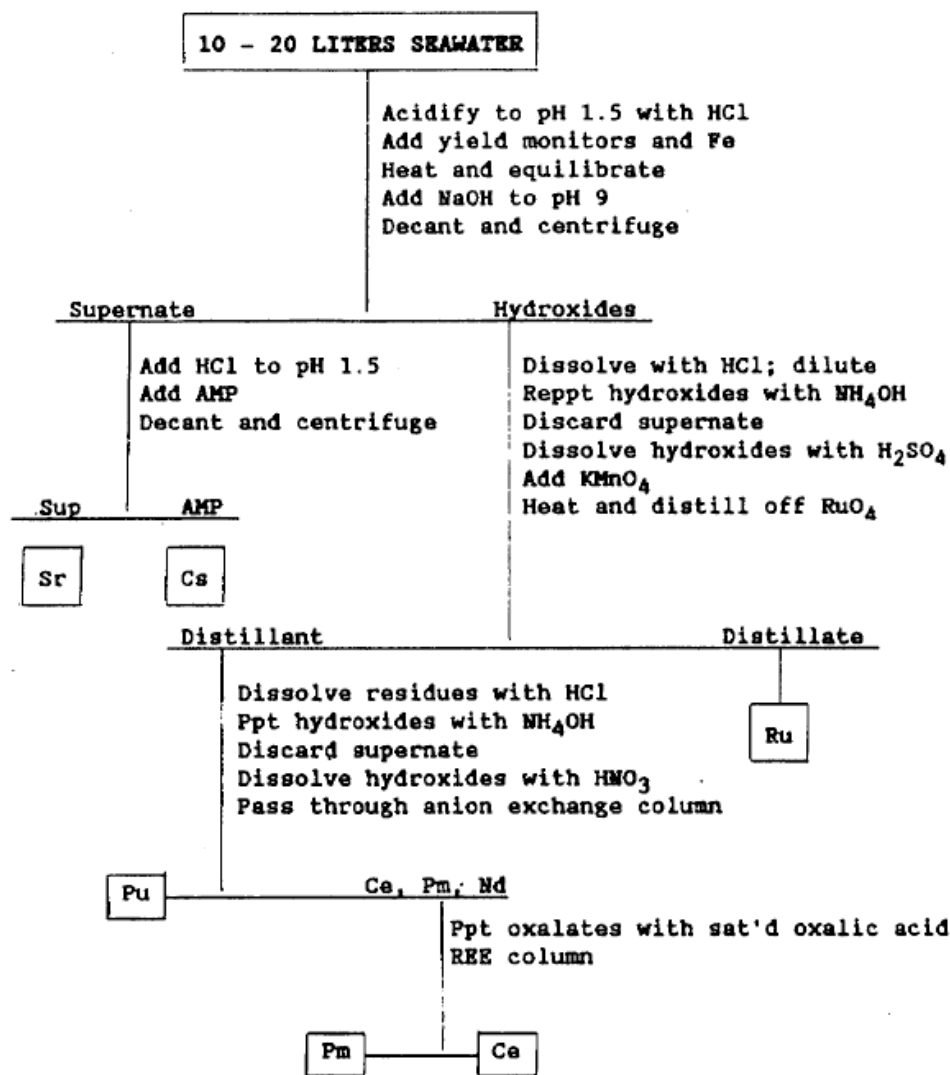 10 - 20 LITERS SEAWATER
Acidify to pH 1.5 with HCl
Add yield monitors and Fe
Heat and equilibrate
Add NaOH to pH 9
Decant and centrifuge
Supernate
Hydroxides
Add HCl to pH 1.5
Add AMP
Decant and centrifuge
Dissolve with HCl; dilute
Reppt hydroxides with NH₄OH
Discard supernate
Dissolve hydroxides with H₂SO₄
Add KMnO₄
Heat and distill off RuO₄
Sup
AMP
Sr
Cs
Distillant
Distillate
Dissolve residues with HCl
Ppt hydroxides with NH₄OH
Discard supernate
Dissolve hydroxides with HNO₃
Pass through anion exchange column
Ru
Pu
Ce, Pm, Nd
Ppt oxalates with sat'd oxalic acid
REE column
Pm
Ce